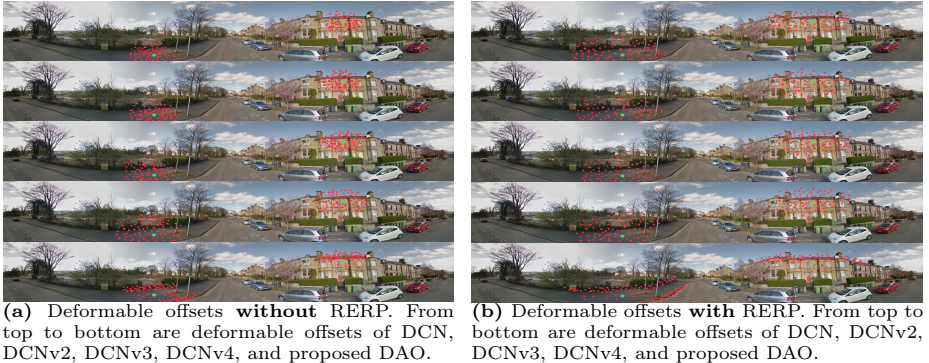 (a) Deformable offsets without RERP. From
top to bottom are deformable offsets of DCN,
DCNv2, DCNv3, DCNv4, and proposed DAO.
(b) Deformable offsets with RERP. From top to
bottom are deformable offsets of DCN, DCNv2,
DCNv3, DCNv4, and proposed DAO.